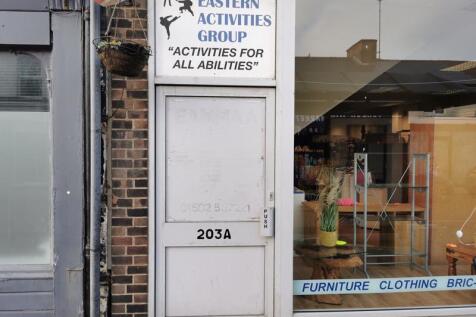 EASTERN
ACTIVITIES
GROUP
"ACTIVITIES FOR
ALL ABILITIES"
PUSH
203A
FURNITURE CLOTHING BRIC-